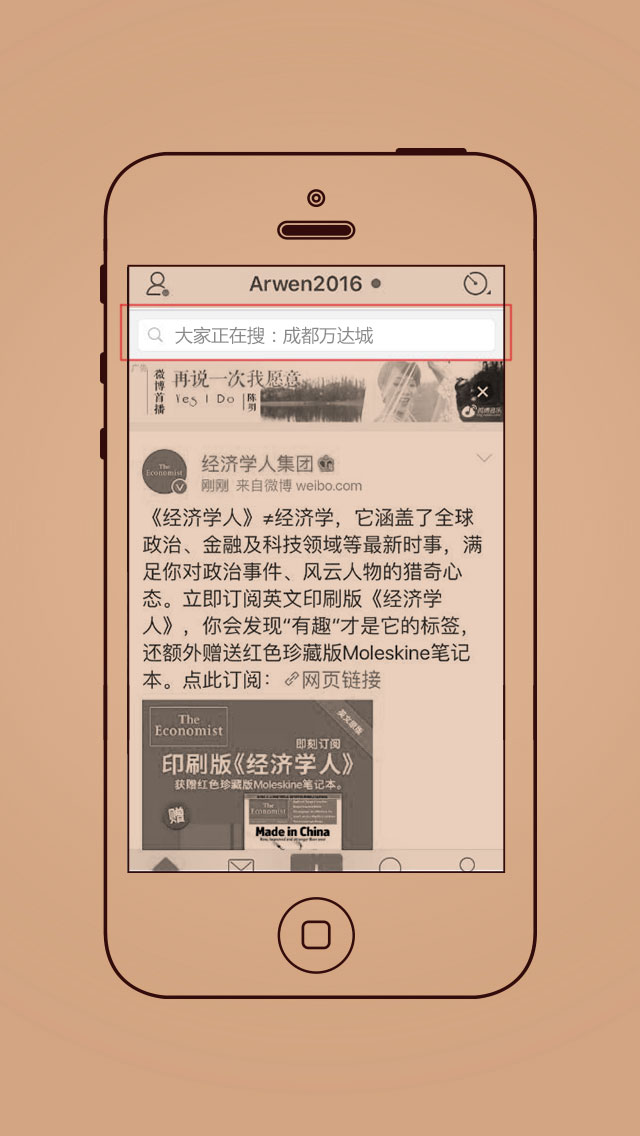 Arwen2016
大家正在搜：成都万达城
广告
微博首播
再说一次我愿意
Yes I Do
陈羽
微博音乐
The Economist
经济学人集团
刚刚 来自微博 weibo.com
《经济学人》≠经济学，它涵盖了全球
政治、金融及科技领域等最新时事，满
足你对政治事件、风云人物的猎奇心
态。立即订阅英文印刷版《经济学
人》，你会发现“有趣“才是它的标签，
还额外赠送红色珍藏版Moleskine笔记
本。点此订阅： 网页链接
The
Economist
英文原版
即刻订阅
印刷版《经济学人》
获赠红色珍藏版Moleskine笔记本。
赠
The
Economist
Made in China